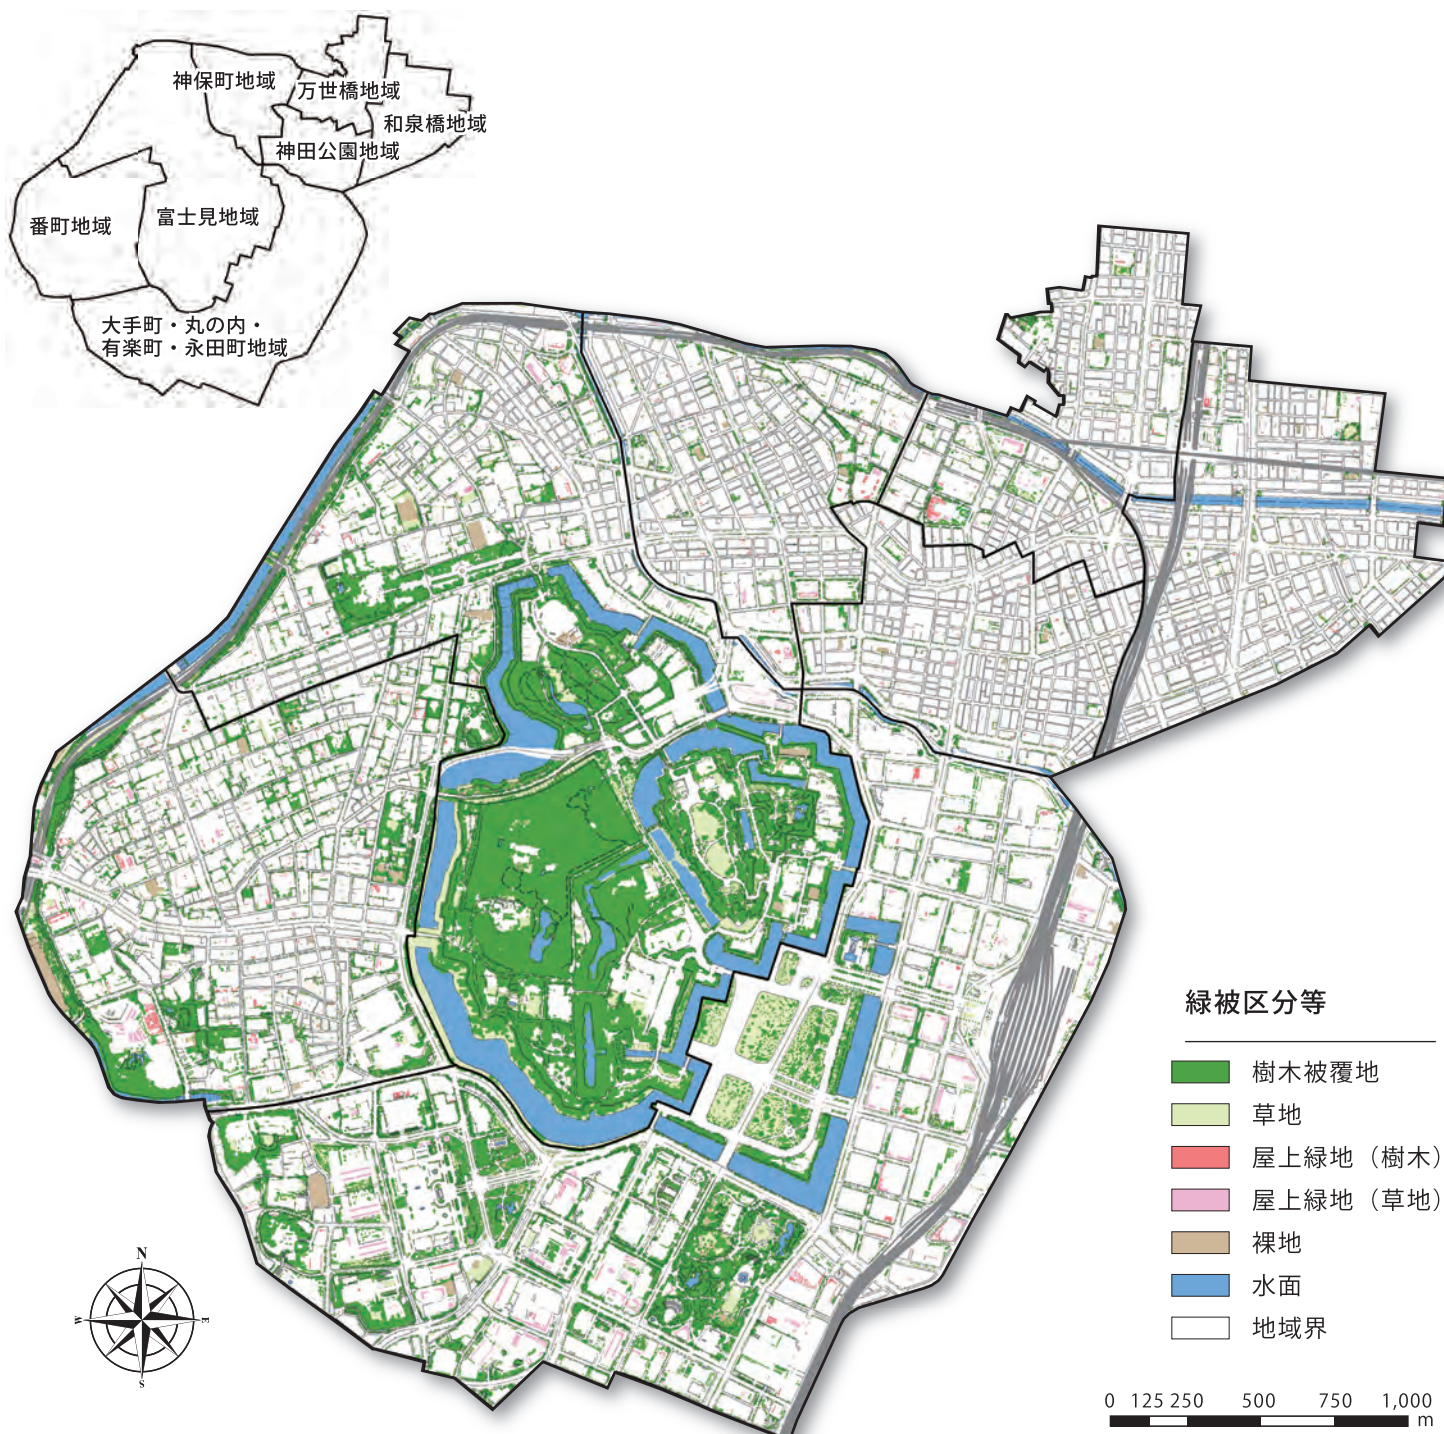 神保町地域
万世橋地域
和泉橋地域
神田公園地域
番町地域
富士見地域
大手町・丸の内・
有楽町・永田町地域
緑被区分等
樹木被覆地
草地
屋上緑地（樹木）
屋上緑地（草地）
裸地
水面
地域界
N
W
E
S
0 125 250 500 750 1,000
m